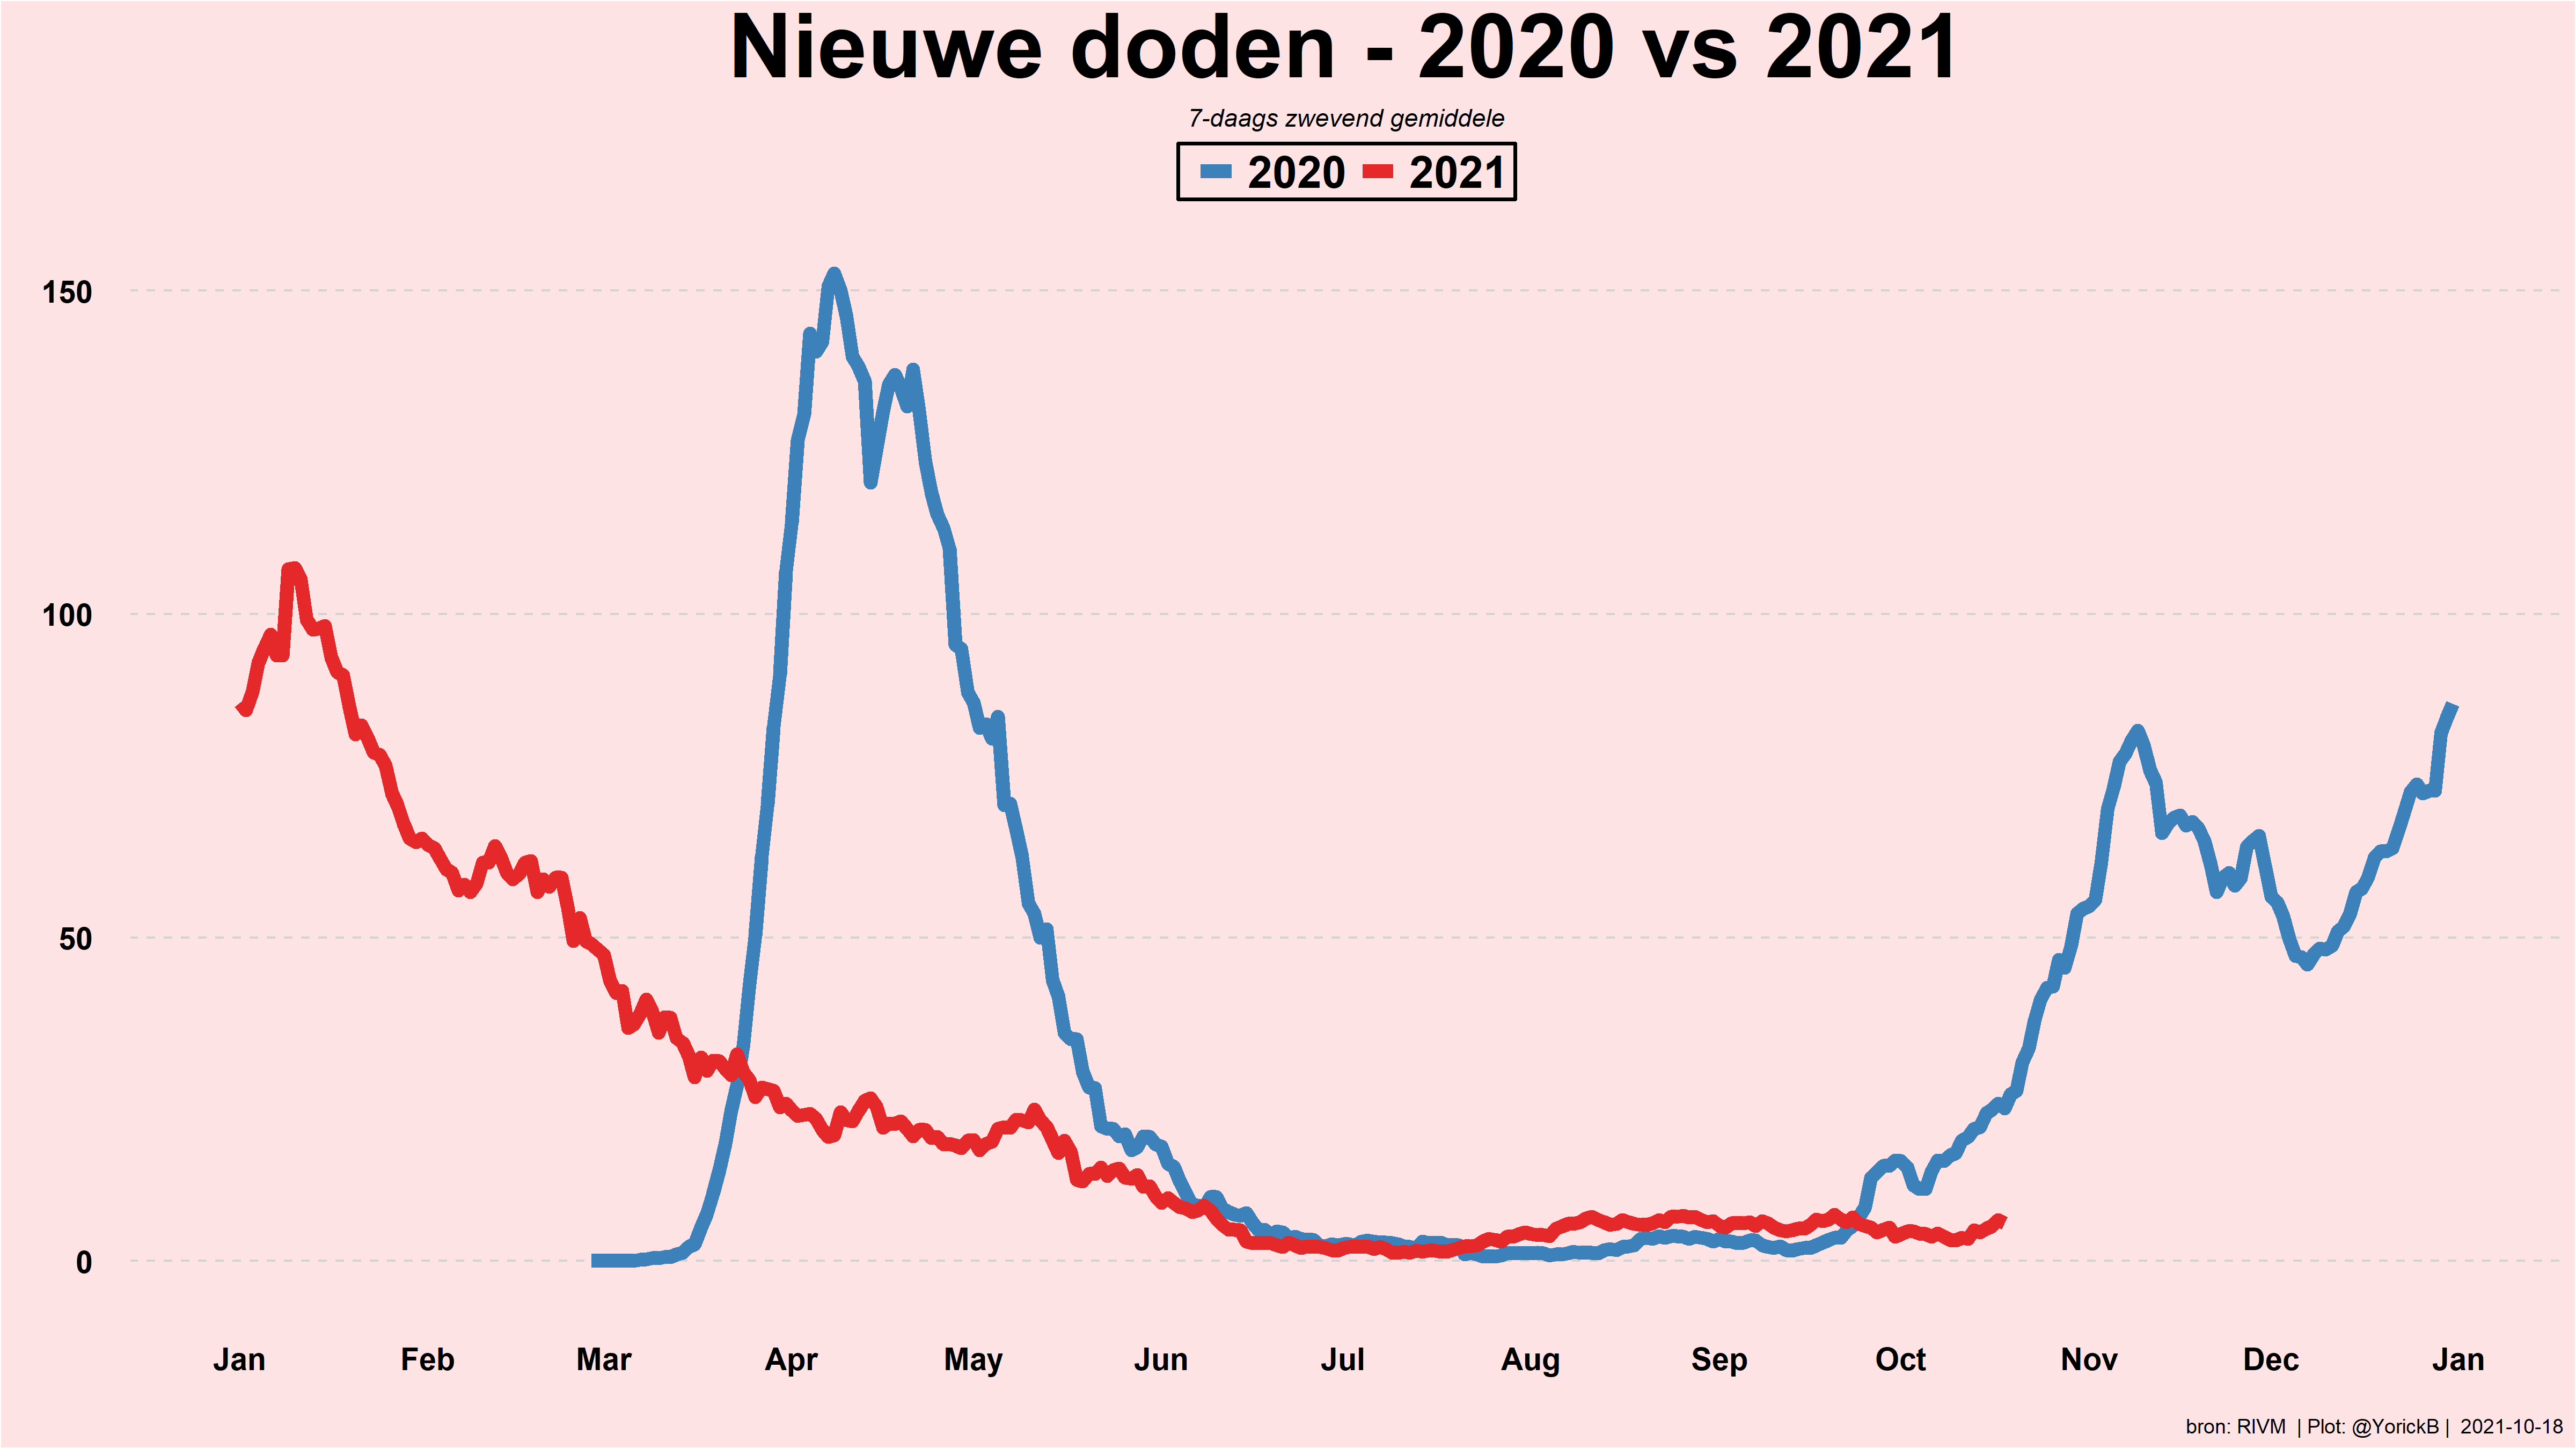 Nieuwe doden - 2020 vs 2021
7-daags zwevend gemiddele
2020 2021
150
100
50
0
Jan Feb Mar Apr May Jun Jul Aug Sep Oct Nov Dec Jan
bron: RIVM | Plot: @YorickB | 2021-10-18